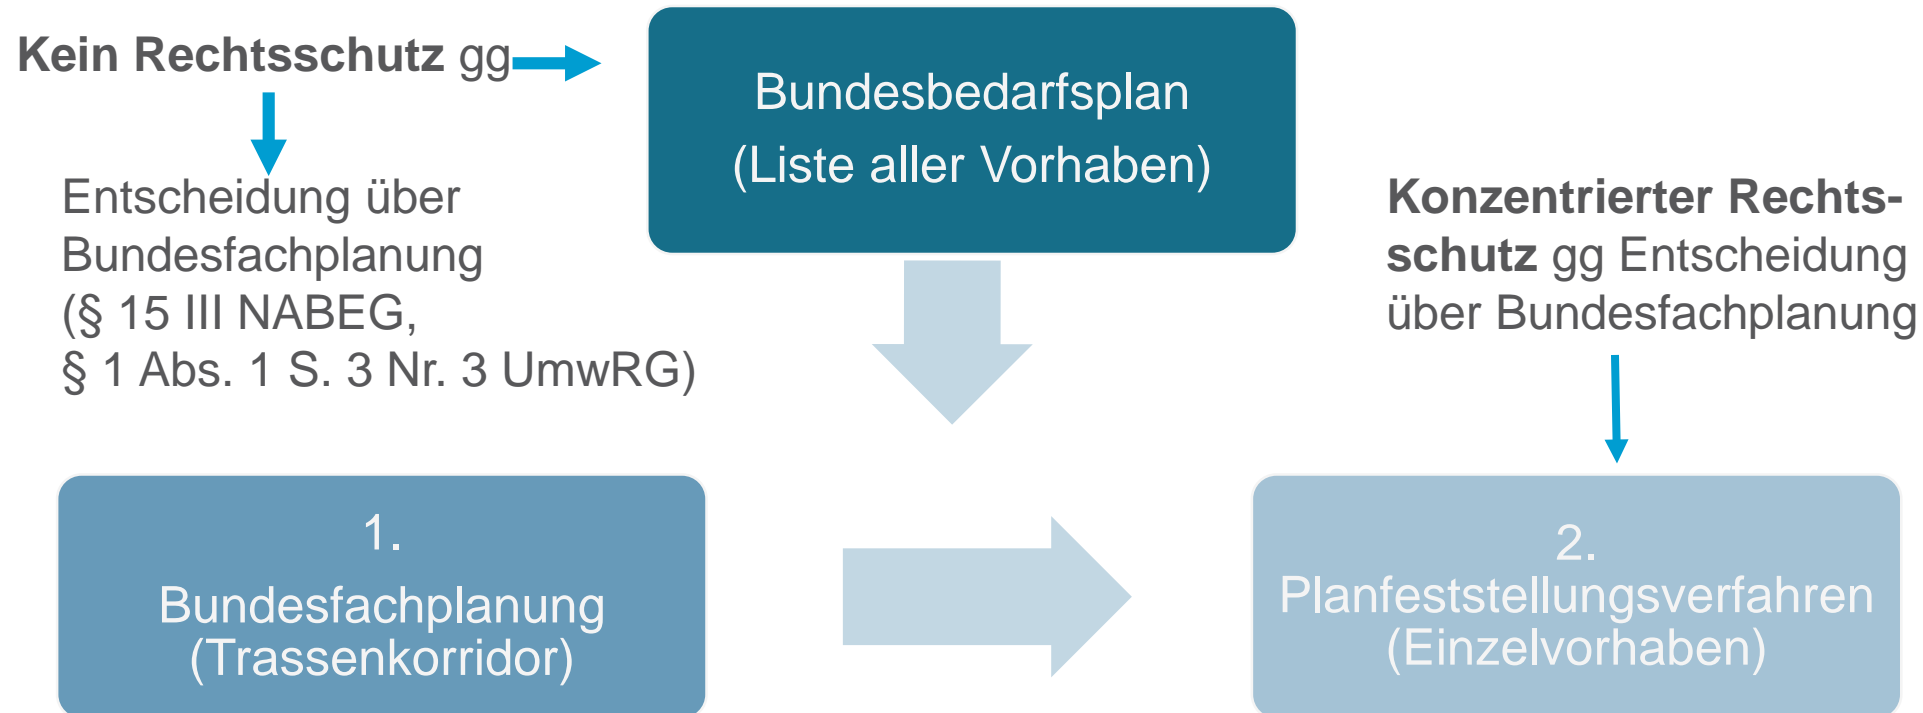 Kein Rechtsschutz gg
Bundesbedarfsplan
(Liste aller Vorhaben)
Entscheidung über
Bundesfachplanung
(§ 15 III NABEG,
§ 1 Abs. 1 S. 3 Nr. 3 UmwRG)
Konzentrierter Rechts-
schutz gg Entscheidung
über Bundesfachplanung
1.
Bundesfachplanung
(Trassenkorridor)
2.
Planfeststellungsverfahren
(Einzelvorhaben)